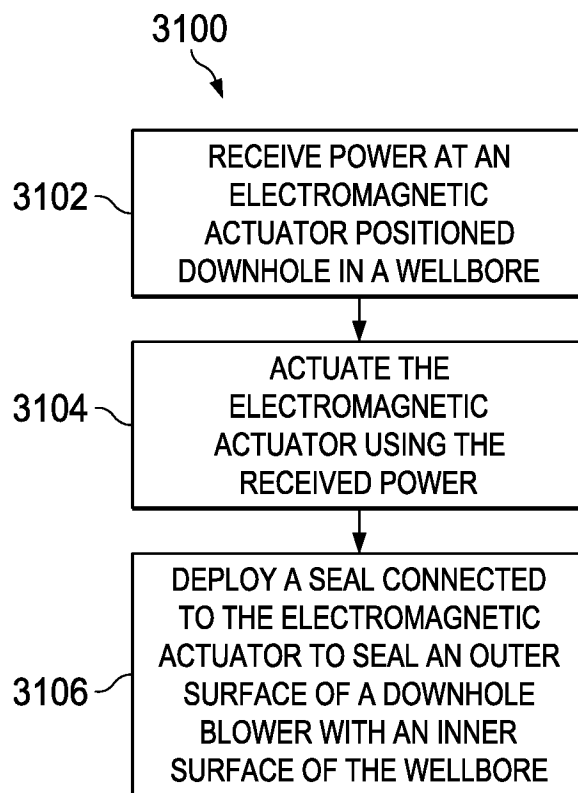 3100
3102
RECEIVE POWER AT AN
ELECTROMAGNETIC
ACTUATOR POSITIONED
DOWNHOLE IN A WELLBORE
3104
ACTUATE THE
ELECTROMAGNETIC
ACTUATOR USING THE
RECEIVED POWER
3106
DEPLOY A SEAL CONNECTED
TO THE ELECTROMAGNETIC
ACTUATOR TO SEAL AN OUTER
SURFACE OF A DOWNHOLE
BLOWER WITH AN INNER
SURFACE OF THE WELLBORE